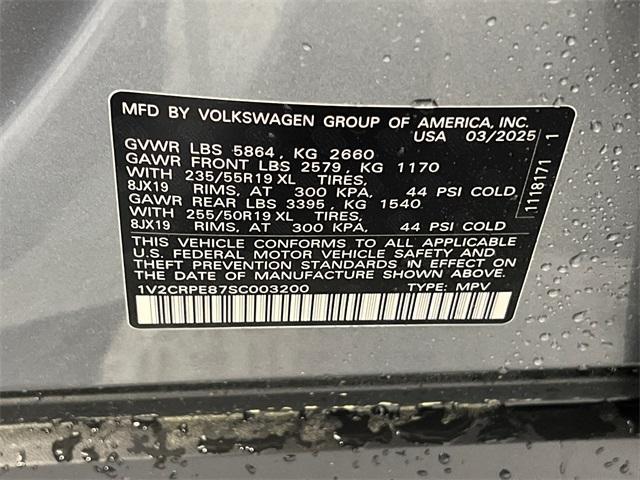 MFD BY VOLKSWAGEN GROUP OF AMERICA, INC.
USA 03/2025
GVWR LBS 5864, KG 2660
GAWR FRONT LBS 2579, KG 1170
WITH 235/55R19 XL TIRES,
8JX19 RIMS, AT 300 KPA, 44 PSI COLD
GAWR REAR LBS 3395, KG 1540
WITH 255/50R19 XL TIRES,
8JX19 RIMS, AT 300 KPA, 44 PSI COLD
THIS VEHICLE CONFORMS TO ALL APPLICABLE
U.S. FEDERAL MOTOR VEHICLE SAFETY AND
THEFT PREVENTION STANDARDS IN EFFECT ON
THE DATE OF MANUFACTURE SHOWN ABOVE.
1V2CRPE87SC003200 TYPE: MPV
1118171 1